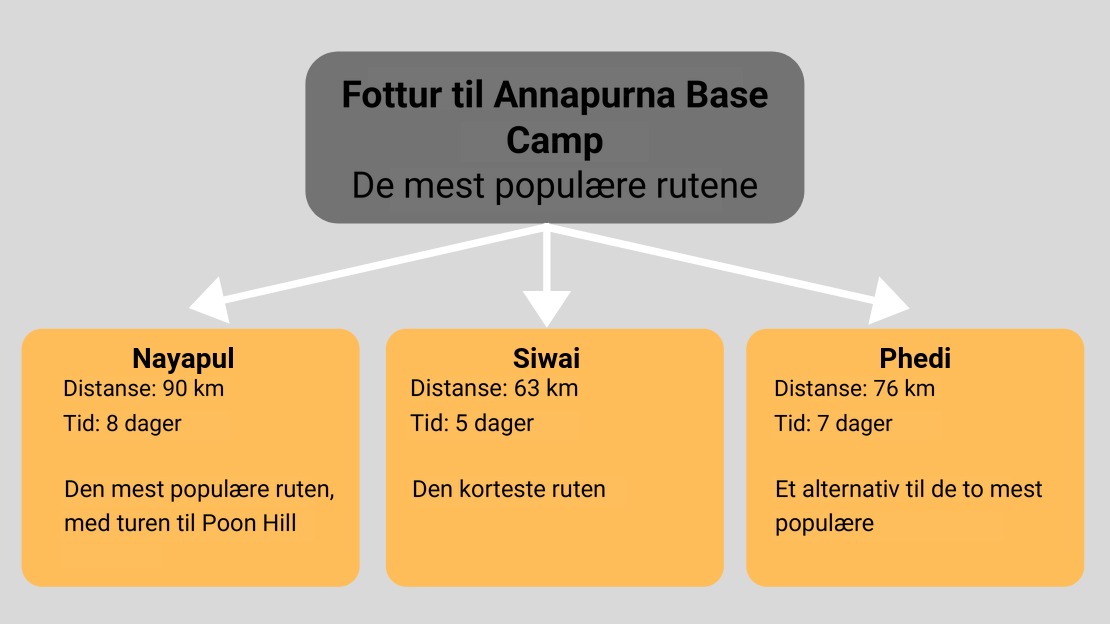 Fottur til Annapurna Base
Camp
De mest populære rutene
Nayapul
Distanse: 90 km
Tid: 8 dager
Den mest populære ruten,
med turen til Poon Hill
Siwai
Distanse: 63 km
Tid: 5 dager
Den korteste ruten
Phedi
Distanse: 76 km
Tid: 7 dager
Et alternativ til de to mest
populære